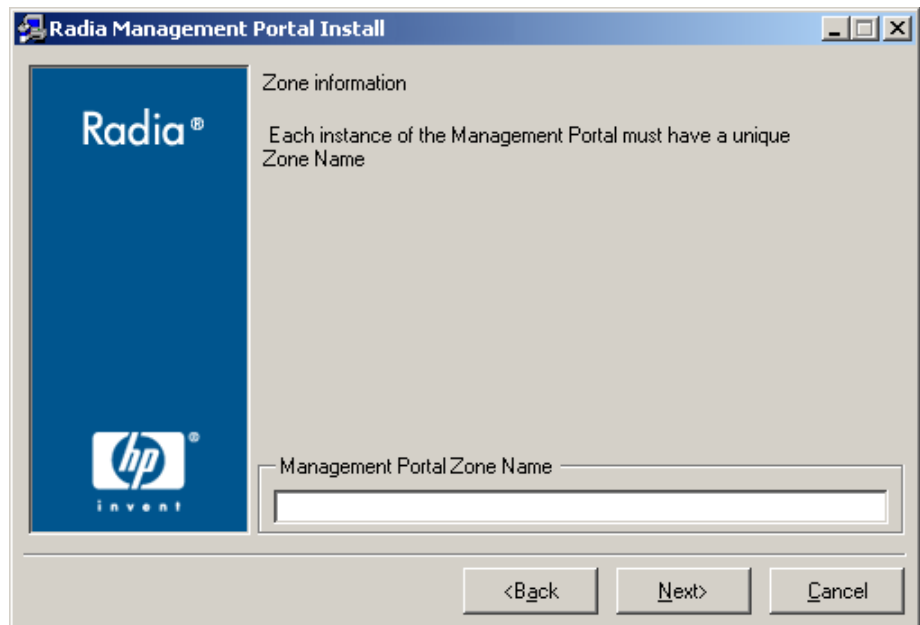 Radia Management Portal Install
Radia®
Zone information
Each instance of the Management Portal must have a unique
Zone Name
hp®
invent
Management Portal Zone Name
<Back
Next>
Cancel